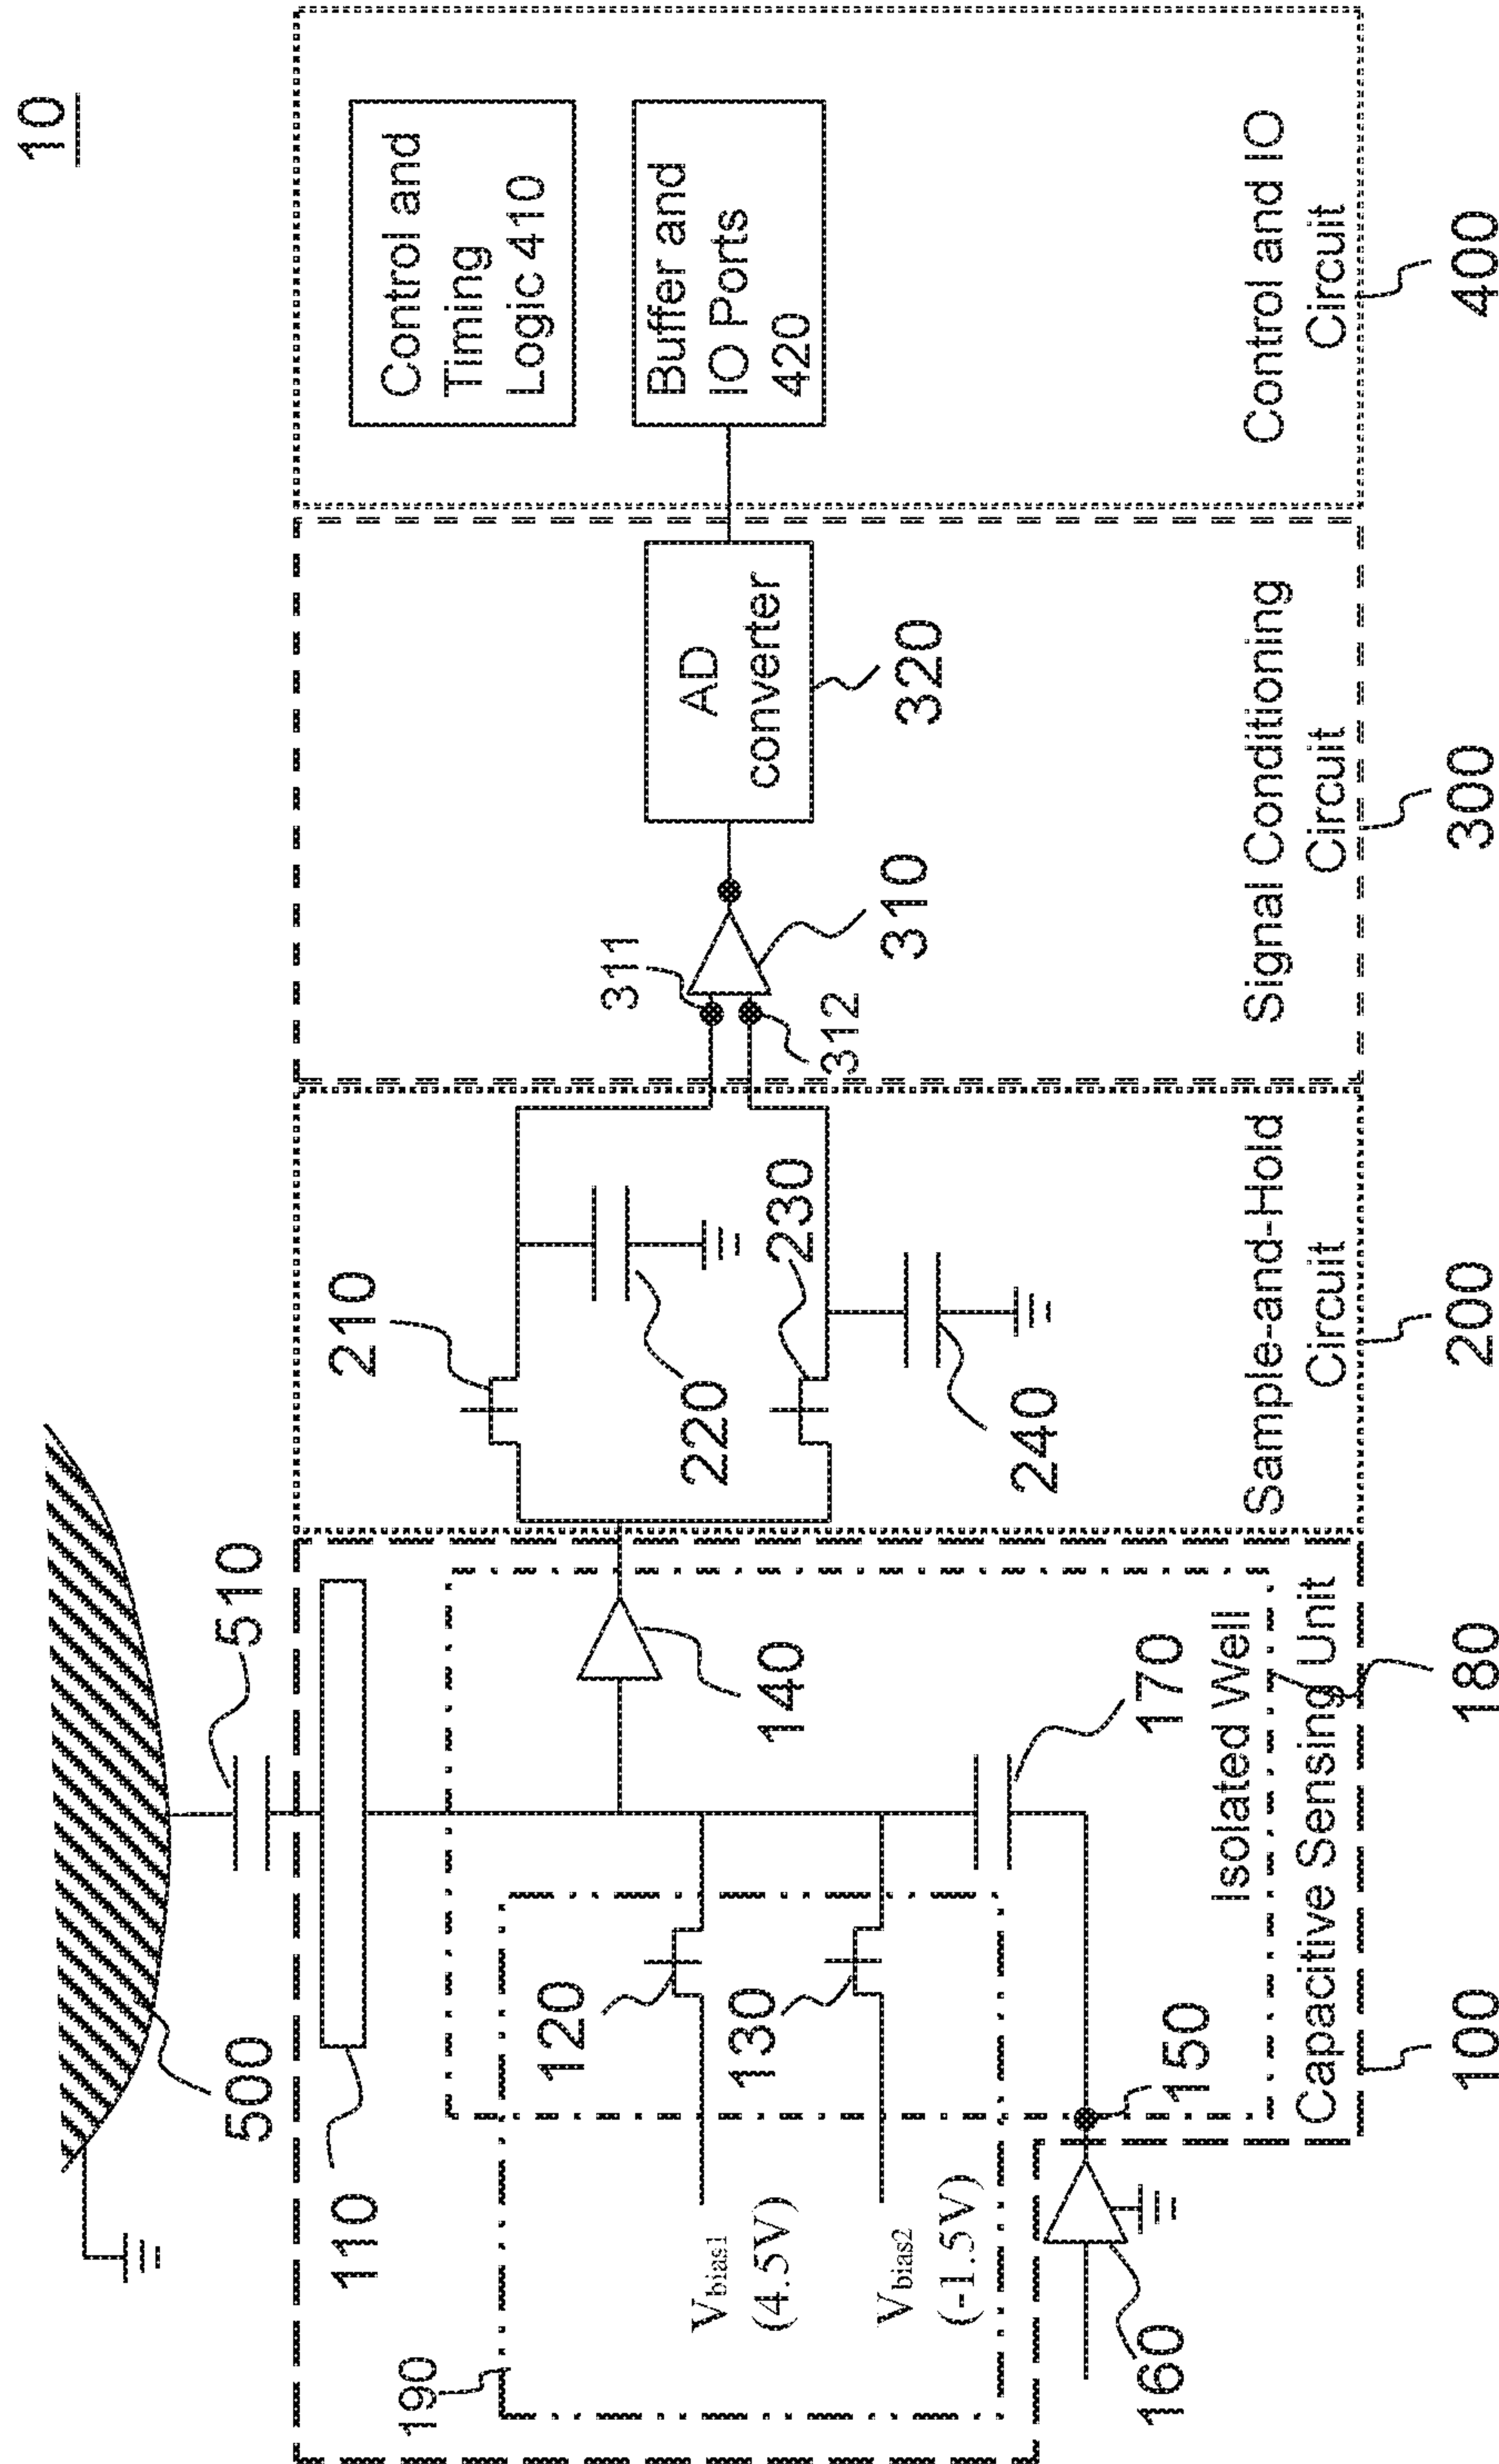 10
500
510
110
Control and
Timing
Logic 410
Buffer and
IO Ports
420
AD
converter
320
311
310
312
210
220
230
240
140
170
120
130
150
160
190
Vbias1
(4.5V)
Vbias2
(-1.5V)
Isolated Well
Capacitive Sensing Unit
Sample-and-Hold
Circuit
Signal Conditioning
Circuit
Control and IO
Circuit
100
180
200
300
400